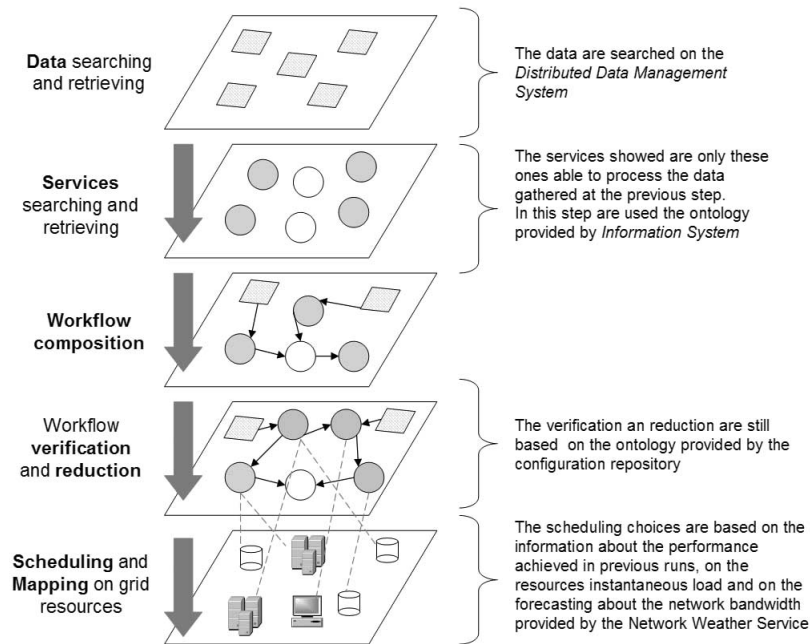 Data searching
and retrieving
The data are searched on the
Distributed Data Management
System
Services
searching and
retrieving
The services showed are only these
ones able to process the data
gathered at the previous step.
In this step are used the ontology
provided by Information System
Workflow
composition
Workflow
verification
and reduction
The verification an reduction are still
based on the ontology provided by the
configuration repository
Scheduling and
Mapping on grid
resources
The scheduling choices are based on the
information about the performance
achieved in previous runs, on the
resources instantaneous load and on the
forecasting about the network bandwidth
provided by the Network Weather Service